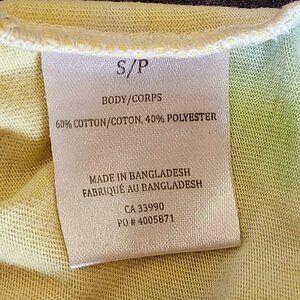 S/P
BODY/CORPS
60% COTTON/COTON, 40% POLYESTER
MADE IN BANGLADESH
FABRIQUÉ AU BANGLADESH
CA 33990
PO # 4005871